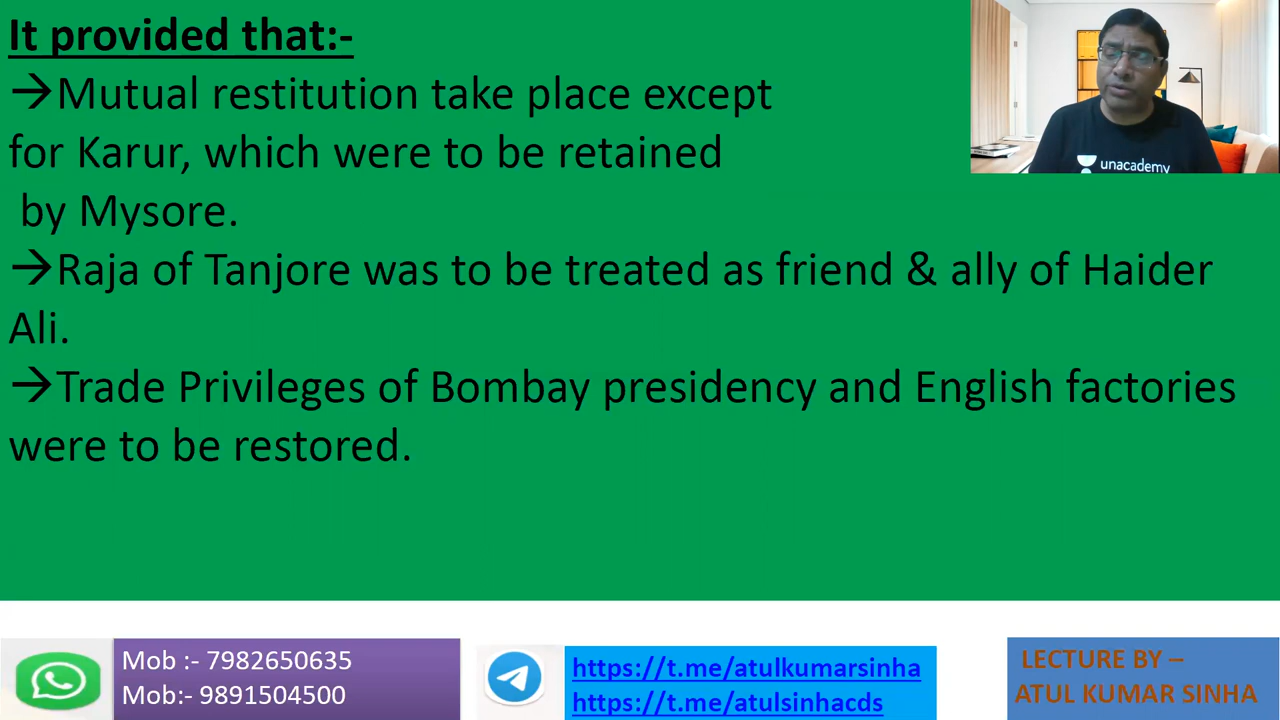 It provided that:-
→Mutual restitution take place except
for Karur, which were to be retained
by Mysore.
→Raja of Tanjore was to be treated as friend & ally of Haider
Ali.
→Trade Privileges of Bombay presidency and English factories
were to be restored.
unacademy
Mob :- 7982650635
Mob:- 9891504500
https://t.me/atulkumarsinha
https://t.me/atulsinhacds
LECTURE BY –
ATUL KUMAR SINHA